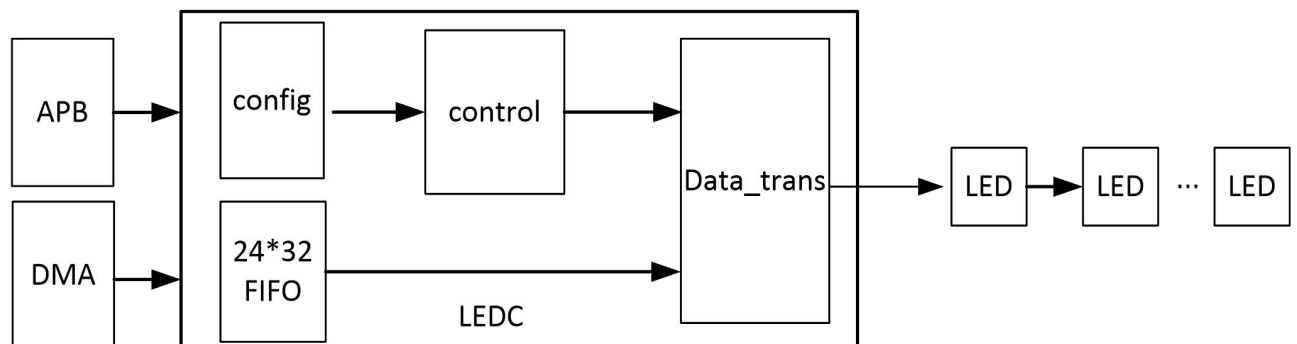 APB
config
control
Data_trans
LED
LED
...
LED
DMA
24*32
FIFO
LEDC